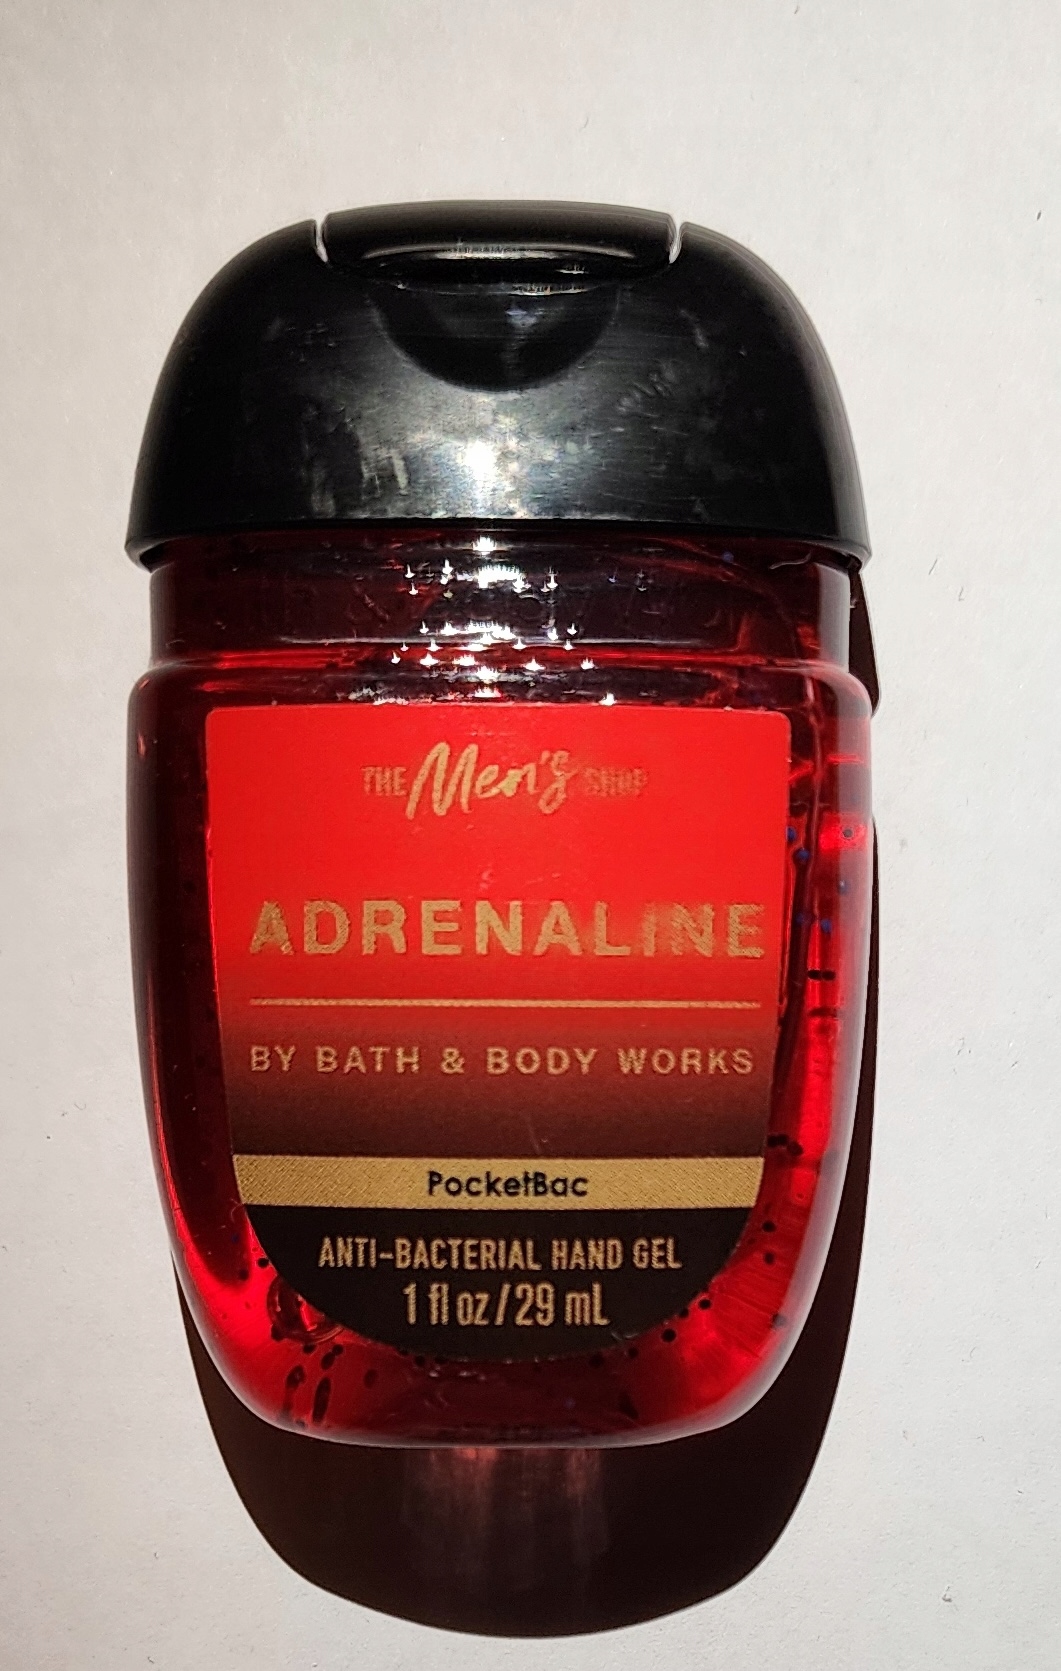 THE Men's SHOP
ADRENALINE
BY BATH & BODY WORKS
PocketBac
ANTI-BACTERIAL HAND GEL
1 fl oz/29 mL